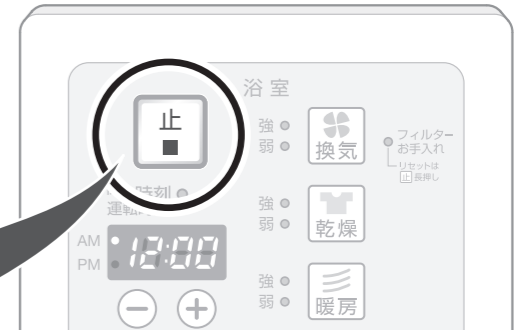 浴室
止
強
弱
換気
フィルター
お手入れ
リセットは
止長押し
時刻
運転
強
弱
乾燥
AM
PM
12:00
強
弱
暖房